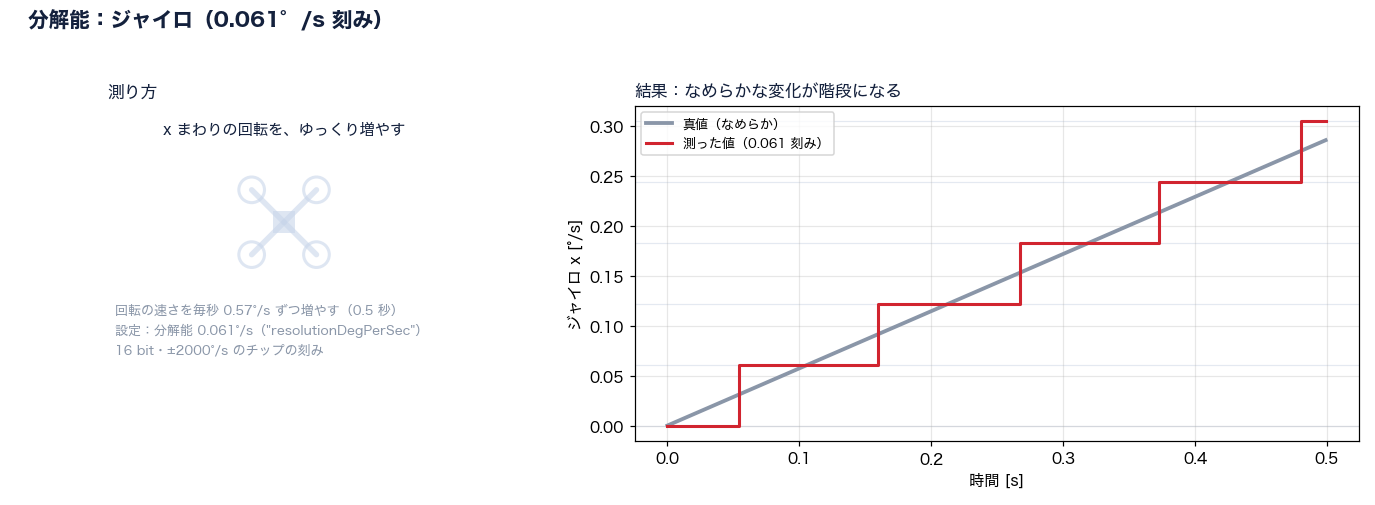 分解能：ジャイロ（0.061°/s 刻み）
測り方
x まわりの回転を、ゆっくり増やす
回転の速さを毎秒 0.57°/s ずつ増やす（0.5 秒）
設定：分解能 0.061°/s（"resolutionDegPerSec"）
16 bit・±2000°/s のチップの刻み
結果：なめらかな変化が階段になる
真値（なめらか）
測った値（0.061 刻み）
ジャイロ x [°/s]
0.30
0.25
0.20
0.15
0.10
0.05
0.00
0.0 0.1 0.2 0.3 0.4 0.5
時間 [s]